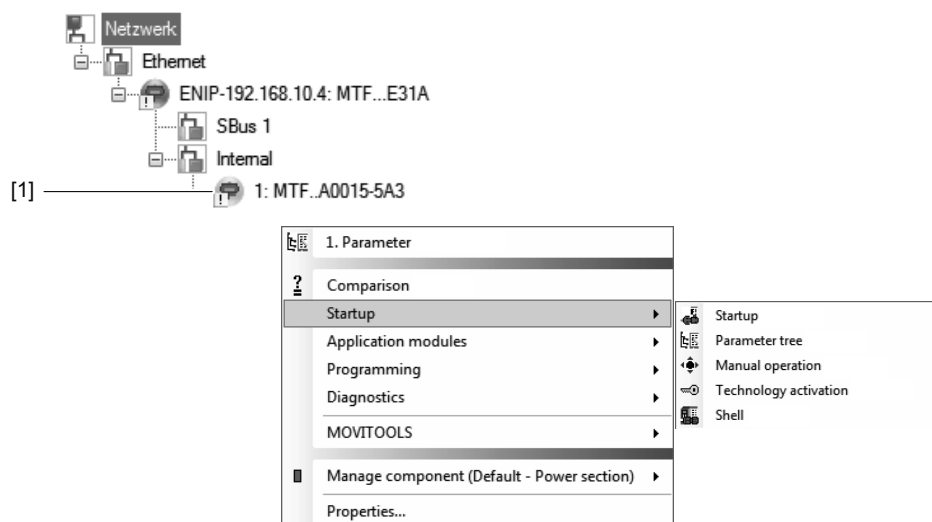 Netzwerk
Ethernet
ENIP-192.168.10.4: MTF...E31A
SBus 1
Internal
[1] 1: MTF..A0015-5A3
1. Parameter
Comparison
Startup
Application modules
Programming
Diagnostics
MOVITOOLS
Manage component (Default - Power section)
Properties...
Startup
Parameter tree
Manual operation
Technology activation
Shell